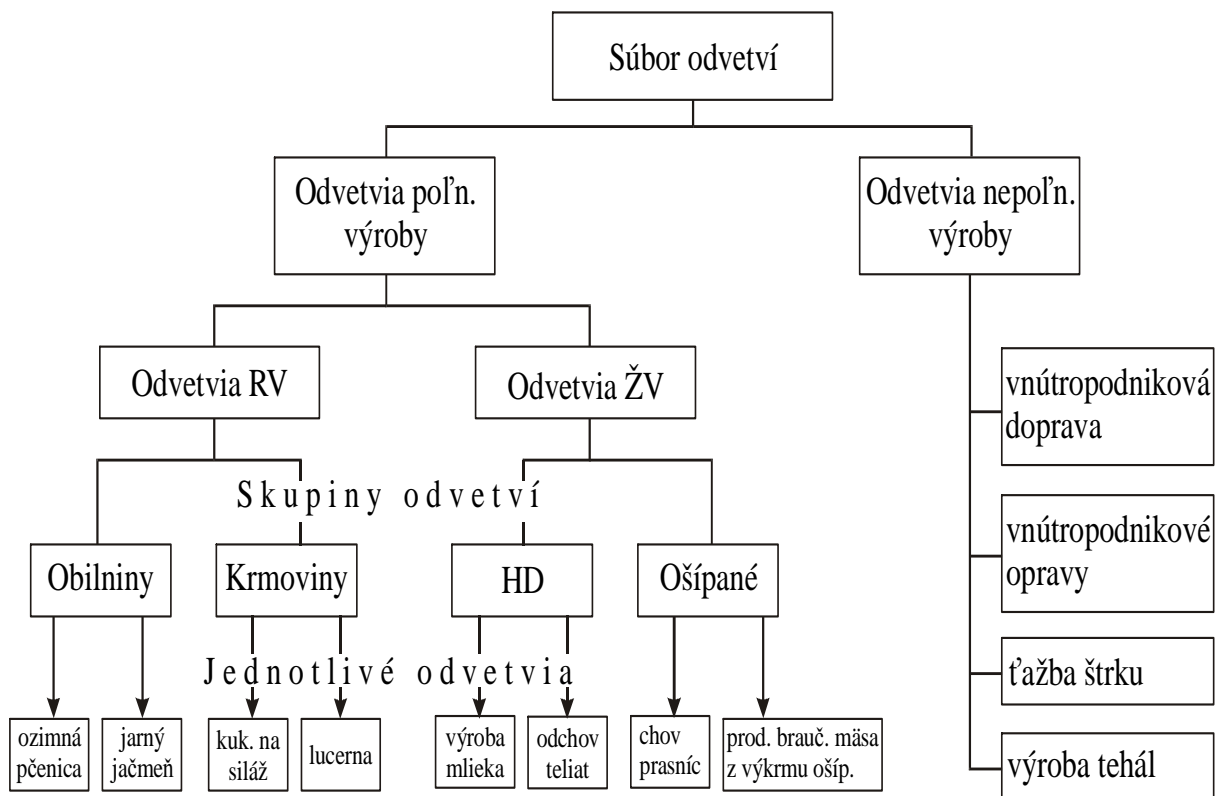 Súbor odvetví
Odvetvia poľn.
výroby
Odvetvia nepoľn.
výroby
Odvetvia RV
Odvetvia ŽV
vnútropodniková
doprava
Skupiny odvetví
vnútropodnikové
opravy
Obilniny
Krmoviny
HD
Ošípané
Jednotlivé odvetvia
ťažba štrku
ozimná
pčenica
jarný
jačmeň
kuk. na
siláž
lucerna
výroba
mlieka
odchov
teliat
chov
prasníc
prod. brauč. mäsa
z výkrmu ošíp.
výroba tehál